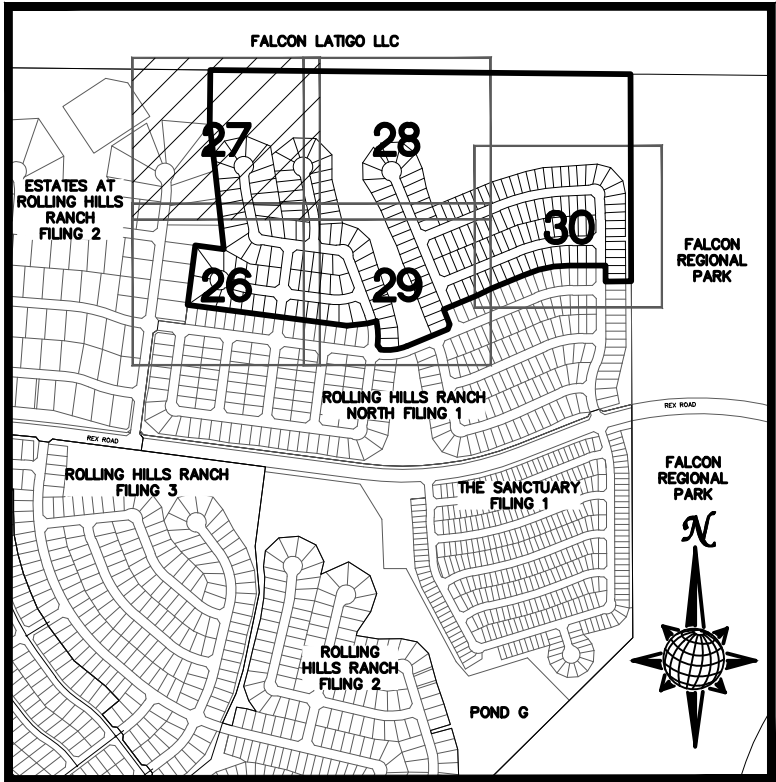 FALCON LATIGO LLC
27
28
ESTATES AT
ROLLING HILLS
RANCH
FILING 2
30
FALCON
REGIONAL
PARK
26
29
ROLLING HILLS RANCH
NORTH FILING 1
REX ROAD
REX ROAD
ROLLING HILLS RANCH
FILING 3
THE SANCTUARY
FILING 1
FALCON
REGIONAL
PARK
N
ROLLING
HILLS RANCH
FILING 2
POND G